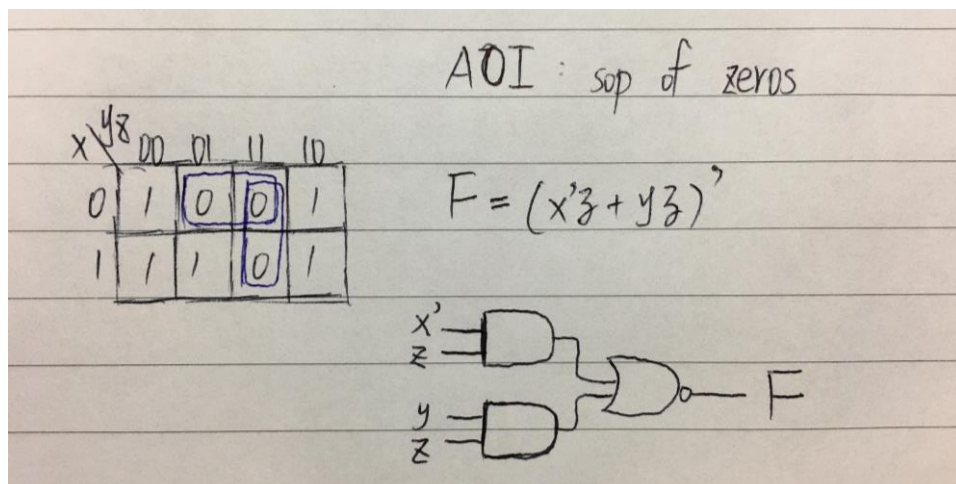 AOI : sop of zeros
x\yz 00 01 11 10
0 1 0 0 1
1 1 1 0 1
F = (x'z + yz)'
x'
z
y
z
F